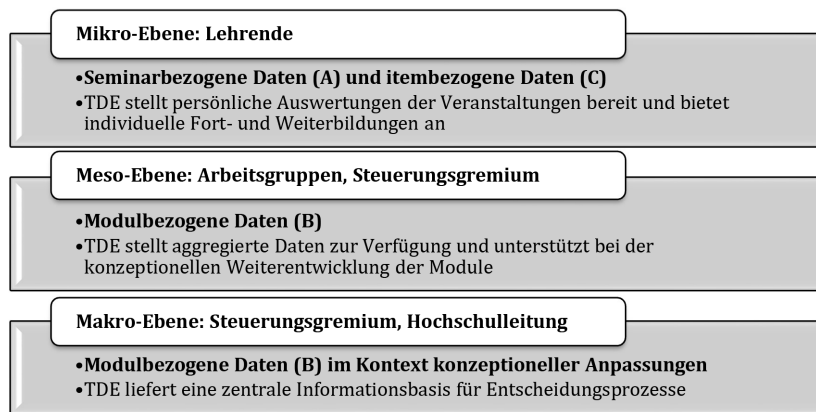 Mikro-Ebene: Lehrende
•Seminarbezogene Daten (A) und itembezogene Daten (C)
•TDE stellt persönliche Auswertungen der Veranstaltungen bereit und bietet
individuelle Fort- und Weiterbildungen an
Meso-Ebene: Arbeitsgruppen, Steuerungsgremium
•Modulbezogene Daten (B)
•TDE stellt aggregierte Daten zur Verfügung und unterstützt bei der
konzeptionellen Weiterentwicklung der Module
Makro-Ebene: Steuerungsgremium, Hochschulleitung
•Modulbezogene Daten (B) im Kontext konzeptioneller Anpassungen
•TDE liefert eine zentrale Informationsbasis für Entscheidungsprozesse